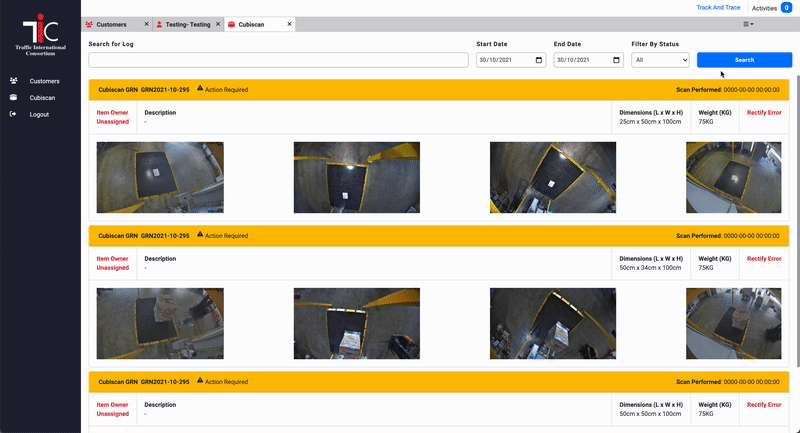 Track And Trace
Activities 0
TIC
Traffic International
Consortium
Customers
Cubiscan
Logout
Customers ×
Testing- Testing ×
Cubiscan ×
Search for Log
Start Date
End Date
Filter By Status
30/10/2021
30/10/2021
All
Search
Cubiscan GRN GRN2021-10-295 Action Required Scan Performed: 0000-00-00 00:00:00
Item Owner
Unassigned
Description
-
Dimensions (L x W x H)
25cm x 50cm x 100cm
Weight (KG)
75KG
Rectify Error
Cubiscan GRN GRN2021-10-295 Action Required Scan Performed: 0000-00-00 00:00:00
Item Owner
Unassigned
Description
-
Dimensions (L x W x H)
50cm x 34cm x 100cm
Weight (KG)
75KG
Rectify Error
Cubiscan GRN GRN2021-10-295 Action Required Scan Performed: 0000-00-00 00:00:00
Item Owner
Unassigned
Description
-
Dimensions (L x W x H)
50cm x 50cm x 100cm
Weight (KG)
75KG
Rectify Error